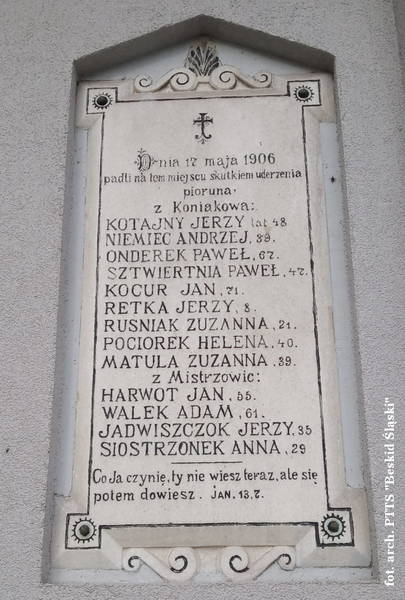 Dnia 17 maja 1906
padli na tem miejscu skutkiem uderzenia
pioruna.
z Koniakowa:
KOTAJNY JERZY lat 48
NIEMIEC ANDRZEJ, 39.
ONDEREK PAWEŁ, 67.
SZTWIERTNIA PAWEŁ, 47.
KOCUR JAN, 71.
RETKA JERZY, 8.
RUSNIAK ZUZANNA, 21.
POCIOREK HELENA, 40.
MATULA ZUZANNA, 39.
z Mistrzowic:
HARWOT JAN, 55.
WALEK ADAM, 61.
JADWISZCZOK JERZY, 35
SIOSTRZONEK ANNA, 29
Co Ja czynię, ty nie wiesz teraz, ale się
potem dowiesz. JAN. 13, 7.
fot. arch. PTTS "Beskid Śląski"